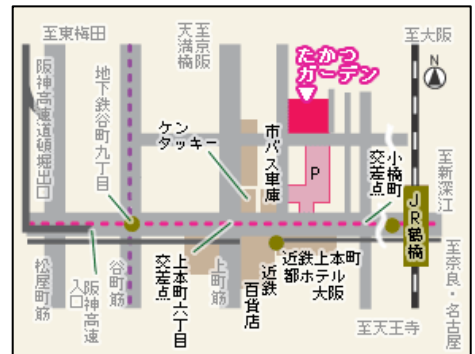 至東梅田
至京阪
天満橋
至大阪
たかつ
ガーデン
N
阪神高速道頓堀出口
地下鉄谷町九丁目
ケン
タッキー
市バス車庫
P
小橋町
交差点
至新深江
JR鶴橋
松屋町筋
阪神高速
入口
谷町筋
上本町六丁目
交差点
上町筋
百貨店
近鉄
近鉄上本町
都ホテル
大阪
至天王寺
至奈良・名古屋